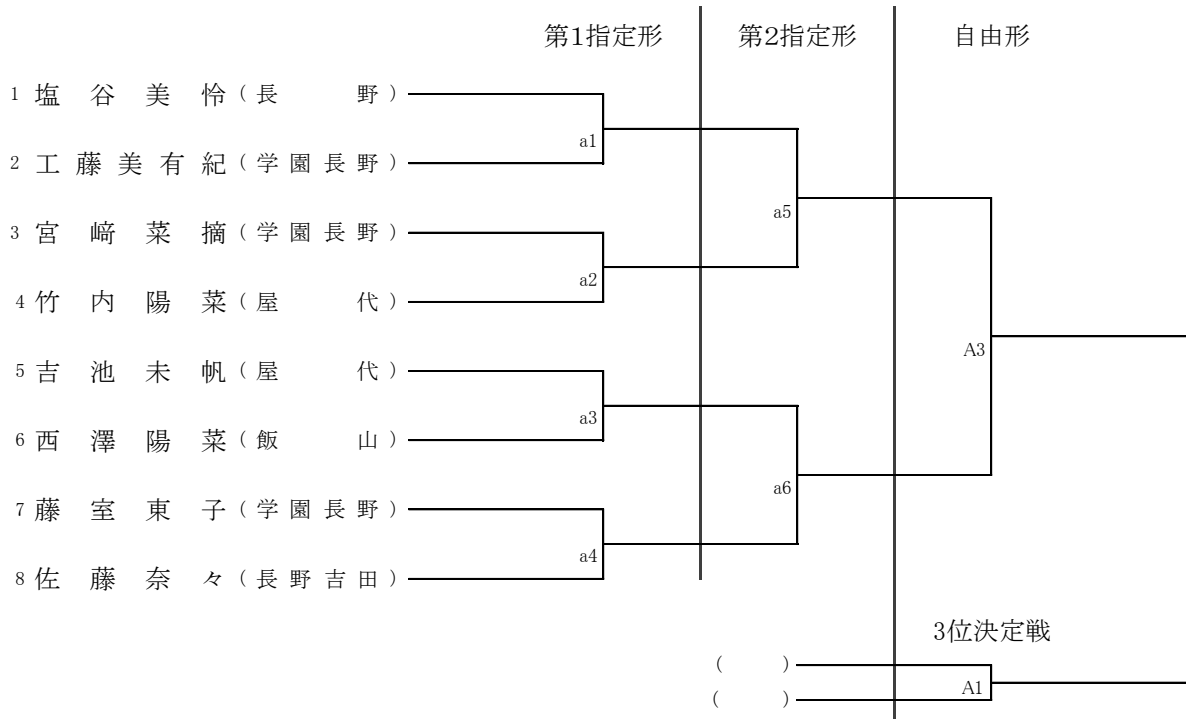 第1指定形 第2指定形 自由形
1 塩谷美怜(長野)
a1
2 工藤美有紀(学園長野)
a5
3 宮﨑菜摘(学園長野)
a2
4 竹内陽菜(屋代)
A3
5 吉池未帆(屋代)
a3
6 西澤陽菜(飯山)
a6
7 藤室東子(学園長野)
a4
8 佐藤奈々(長野吉田)
3位決定戦
( )
A1
( )